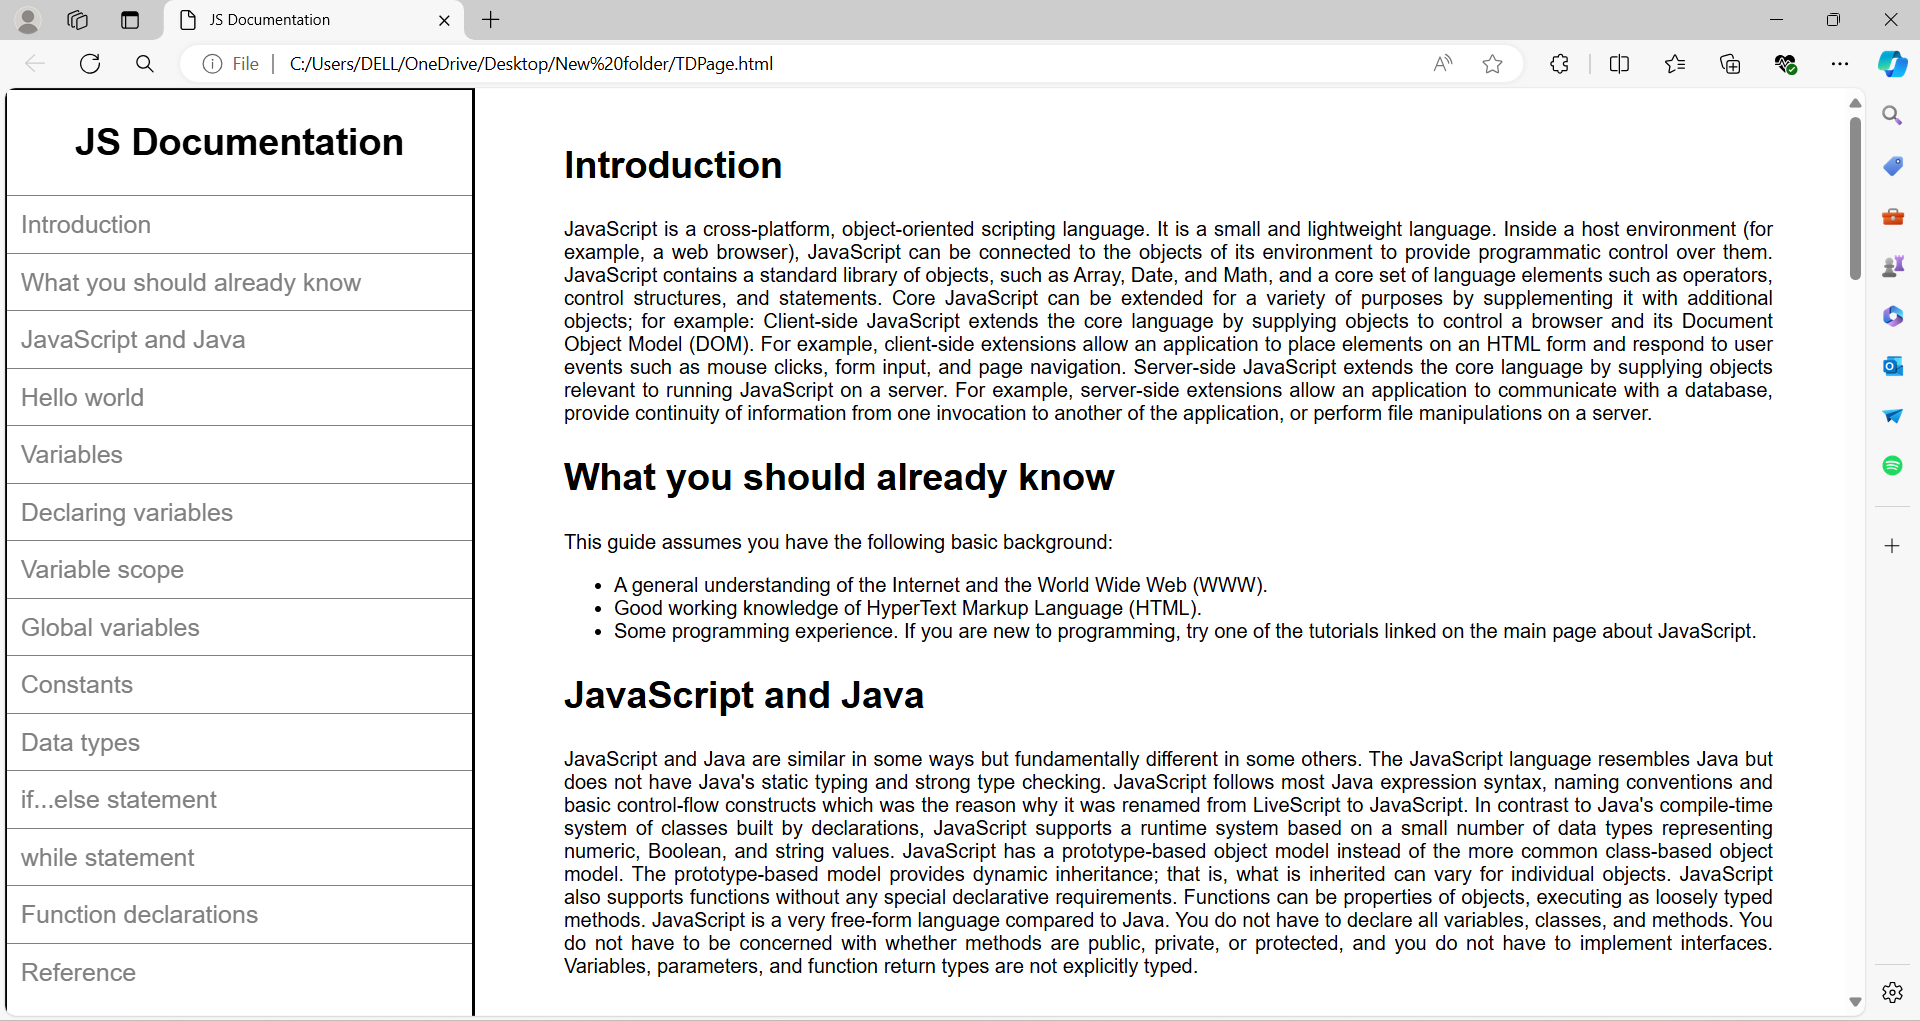 JS Documentation
File
C:/Users/DELL/OneDrive/Desktop/New%20folder/TDPage.html
JS Documentation
Introduction
What you should already know
JavaScript and Java
Hello world
Variables
Declaring variables
Variable scope
Global variables
Constants
Data types
if...else statement
while statement
Function declarations
Reference
Introduction
JavaScript is a cross-platform, object-oriented scripting language. It is a small and lightweight language. Inside a host environment (for
example, a web browser), JavaScript can be connected to the objects of its environment to provide programmatic control over them.
JavaScript contains a standard library of objects, such as Array, Date, and Math, and a core set of language elements such as operators,
control structures, and statements. Core JavaScript can be extended for a variety of purposes by supplementing it with additional
objects; for example: Client-side JavaScript extends the core language by supplying objects to control a browser and its Document
Object Model (DOM). For example, client-side extensions allow an application to place elements on an HTML form and respond to user
events such as mouse clicks, form input, and page navigation. Server-side JavaScript extends the core language by supplying objects
relevant to running JavaScript on a server. For example, server-side extensions allow an application to communicate with a database,
provide continuity of information from one invocation to another of the application, or perform file manipulations on a server.
What you should already know
This guide assumes you have the following basic background:
• A general understanding of the Internet and the World Wide Web (WWW).
• Good working knowledge of HyperText Markup Language (HTML).
• Some programming experience. If you are new to programming, try one of the tutorials linked on the main page about JavaScript.
JavaScript and Java
JavaScript and Java are similar in some ways but fundamentally different in some others. The JavaScript language resembles Java but
does not have Java's static typing and strong type checking. JavaScript follows most Java expression syntax, naming conventions and
basic control-flow constructs which was the reason why it was renamed from LiveScript to JavaScript. In contrast to Java's compile-time
system of classes built by declarations, JavaScript supports a runtime system based on a small number of data types representing
numeric, Boolean, and string values. JavaScript has a prototype-based object model instead of the more common class-based object
model. The prototype-based model provides dynamic inheritance; that is, what is inherited can vary for individual objects. JavaScript
also supports functions without any special declarative requirements. Functions can be properties of objects, executing as loosely typed
methods. JavaScript is a very free-form language compared to Java. You do not have to declare all variables, classes, and methods. You
do not have to be concerned with whether methods are public, private, or protected, and you do not have to implement interfaces.
Variables, parameters, and function return types are not explicitly typed.